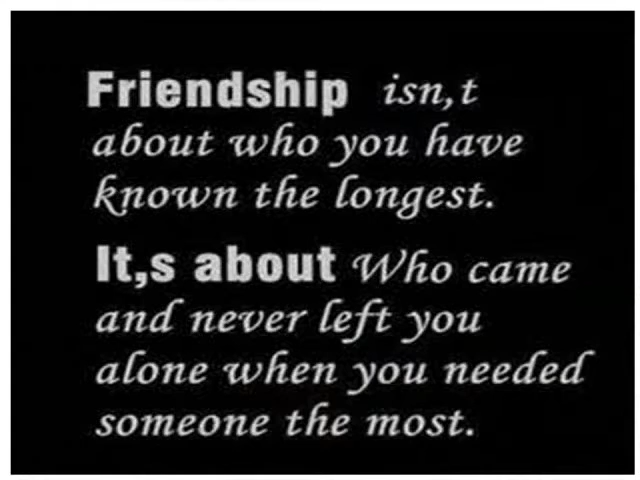 Friendship isn,t
about who you have
known the longest.
It,s about Who came
and never left you
alone when you needed
someone the most.